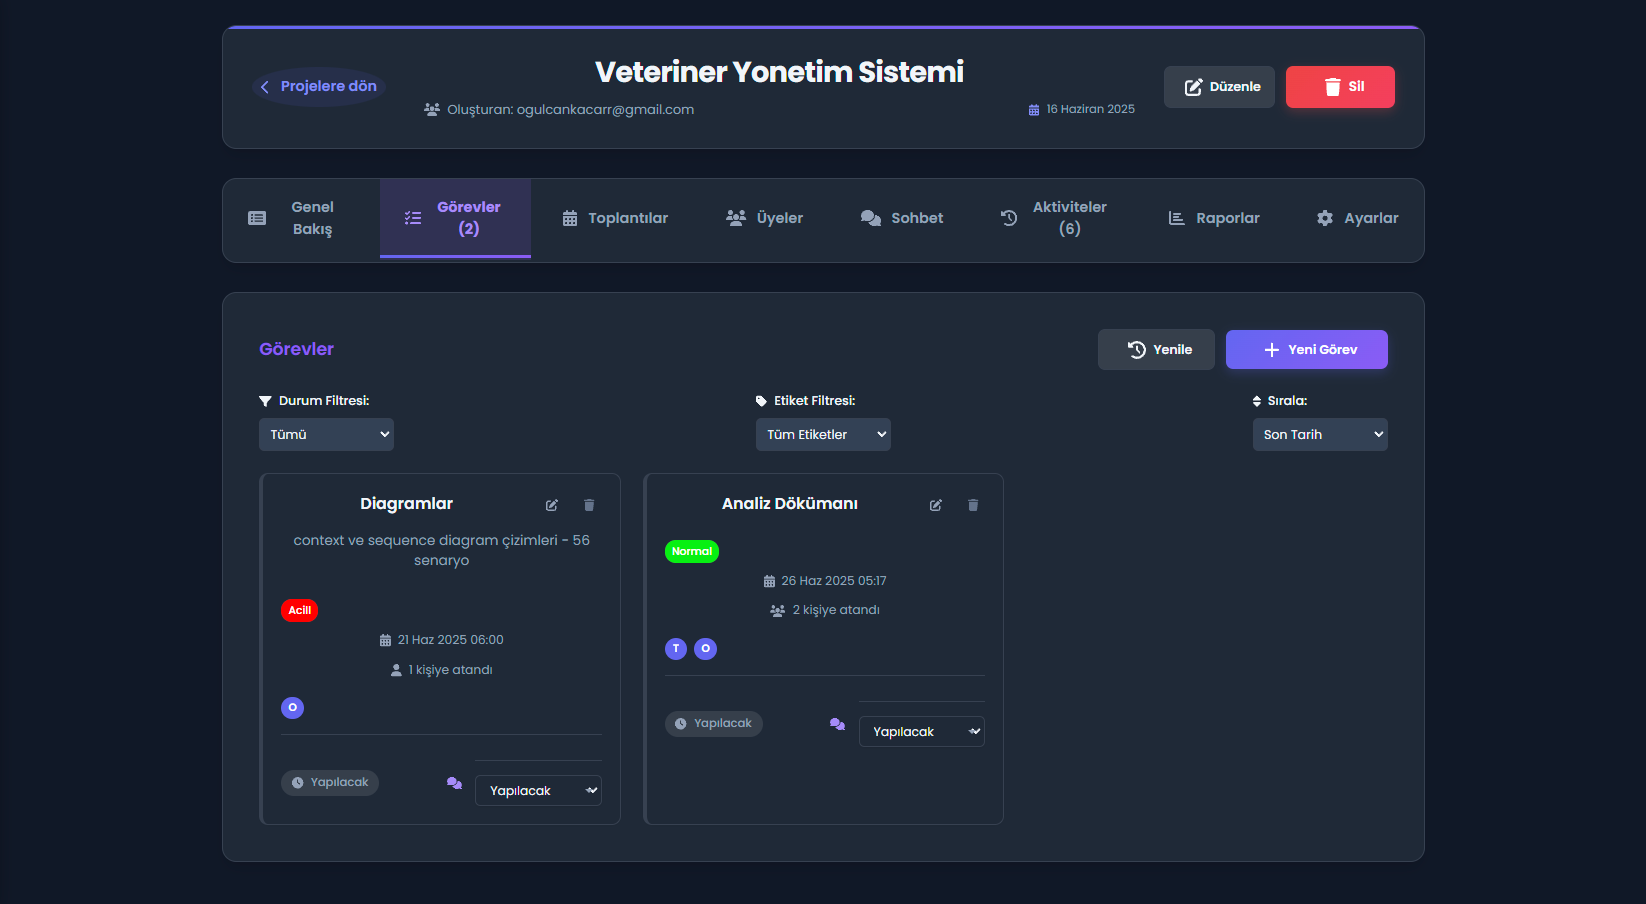 Projelere dön
Veteriner Yonetim Sistemi
Oluşturan: ogulcankacarr@gmail.com
16 Haziran 2025
Düzenle
Sil
Genel
Bakış
Görevler
(2)
Toplantılar
Üyeler
Sohbet
Aktiviteler
(6)
Raporlar
Ayarlar
Görevler
Yenile
Yeni Görev
Durum Filtresi:
Tümü
Etiket Filtresi:
Tüm Etiketler
Sırala:
Son Tarih
Diagramlar
context ve sequence diagram çizimleri - 56
senaryo
Acill
21 Haz 2025 06:00
1 kişiye atandı
O
Yapılacak
Yapılacak
Analiz Dökümanı
Normal
26 Haz 2025 05:17
2 kişiye atandı
T
O
Yapılacak
Yapılacak